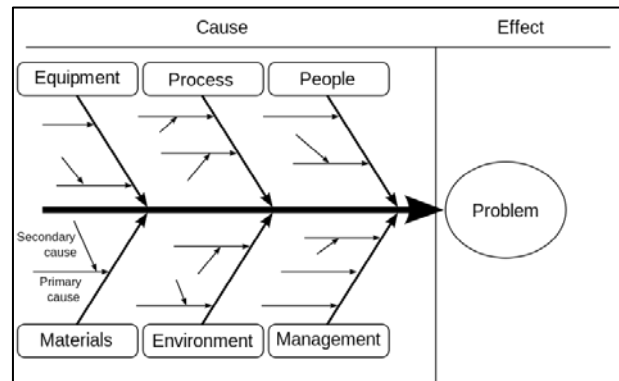 Cause
Effect
Equipment
Process
People
Problem
Secondary
cause
Primary
cause
Materials
Environment
Management